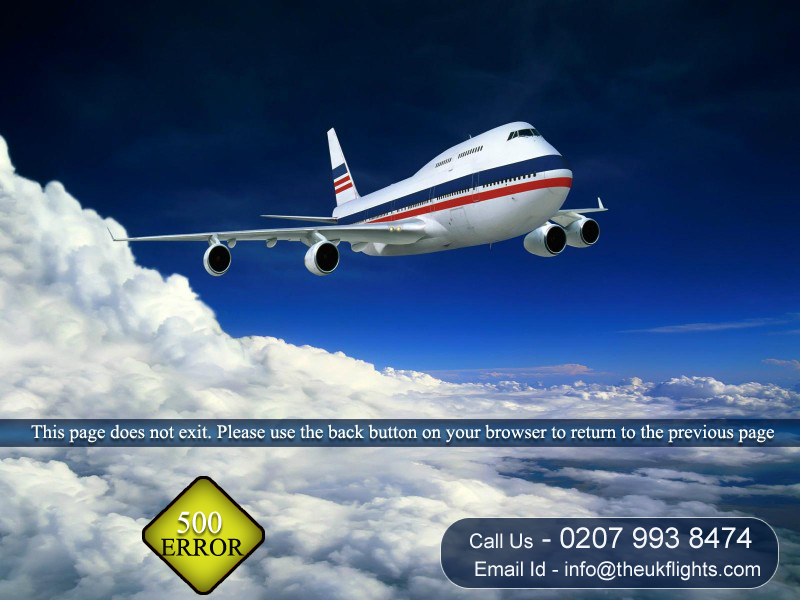 This page does not exit. Please use the back button on your browser to return to the previous page
500
ERROR
Call Us - 0207 993 8474
Email Id - info@theukflights.com